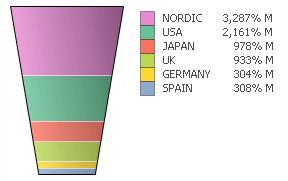 NORDIC 3,287% M
USA 2,161% M
JAPAN 978% M
UK 933% M
GERMANY 304% M
SPAIN 308% M